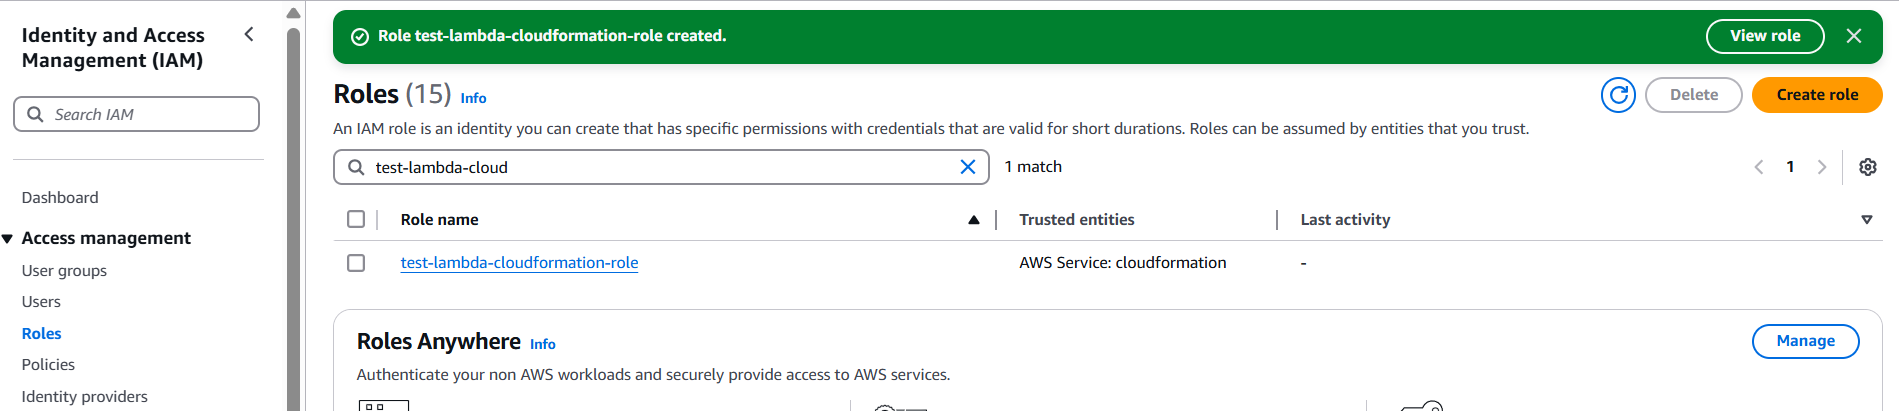 Identity and Access
Management (IAM)
Search IAM
Dashboard
Access management
User groups
Users
Roles
Policies
Identity providers
Role test-lambda-cloudformation-role created.
View role
Roles (15) Info
Delete
Create role
An IAM role is an identity you can create that has specific permissions with credentials that are valid for short durations. Roles can be assumed by entities that you trust.
test-lambda-cloud
1 match
1
Role name
Trusted entities
Last activity
test-lambda-cloudformation-role
AWS Service: cloudformation
-
Roles Anywhere Info
Manage
Authenticate your non AWS workloads and securely provide access to AWS services.